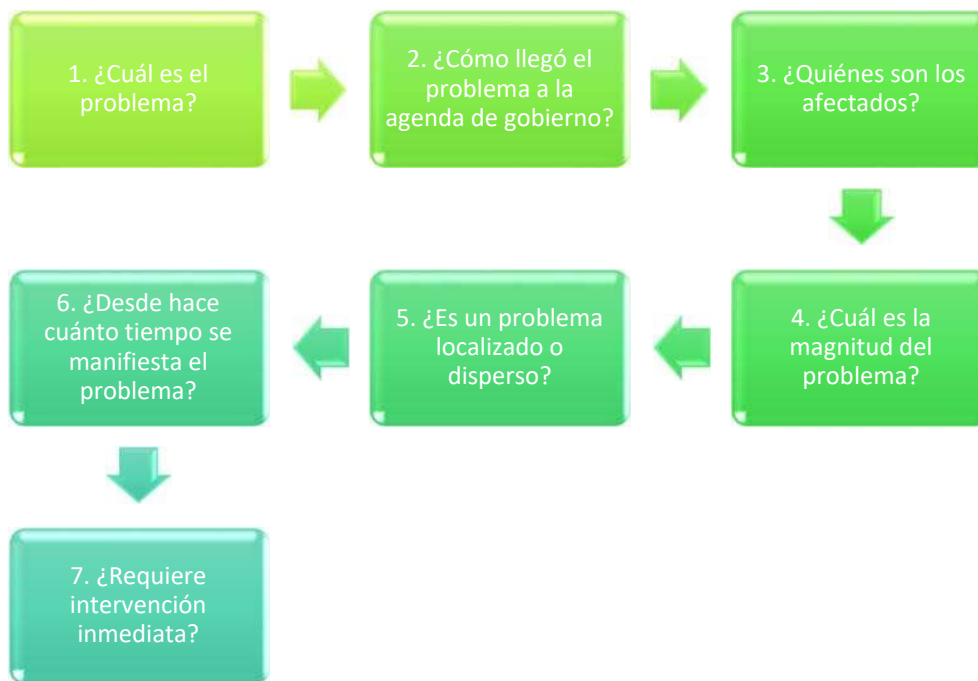 1. ¿Cuál es el
problema?
2. ¿Cómo llegó el
problema a la
agenda de gobierno?
3. ¿Quiénes son los
afectados?
4. ¿Cuál es la
magnitud del
problema?
5. ¿Es un problema
localizado o
disperso?
6. ¿Desde hace
cuánto tiempo se
manifiesta el
problema?
7. ¿Requiere
intervención
inmediata?